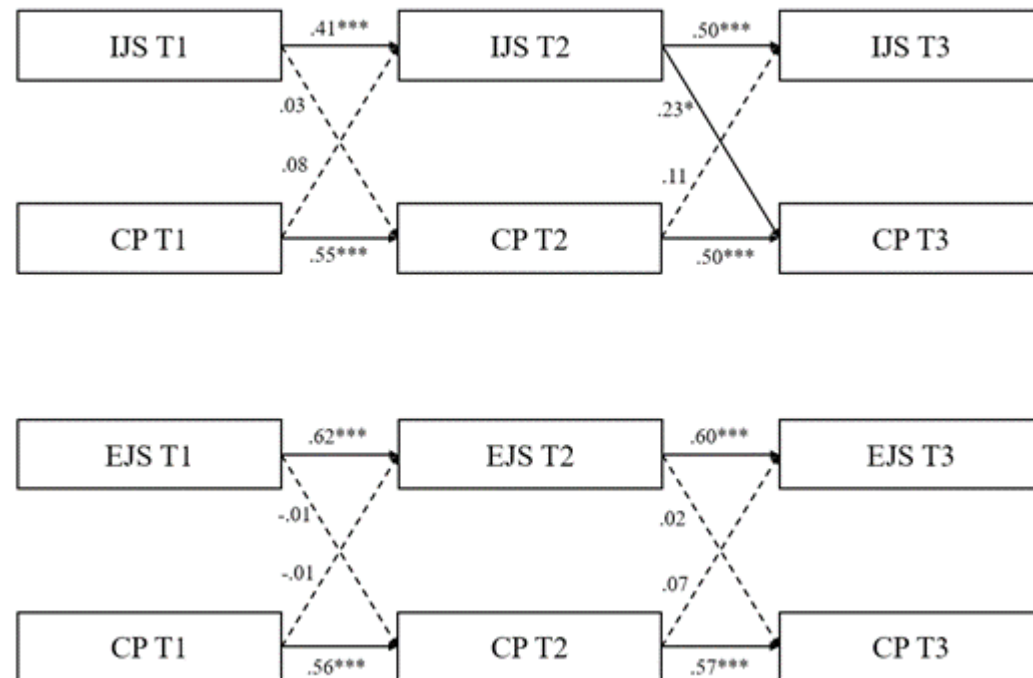 .41*** .50***
IJS T1 IJS T2 IJS T3
.03 .23*
.08 .11
CP T1 CP T2 CP T3
.55*** .50***
.62*** .60***
EJS T1 EJS T2 EJS T3
-.01 .02
-.01 .07
CP T1 CP T2 CP T3
.56*** .57***